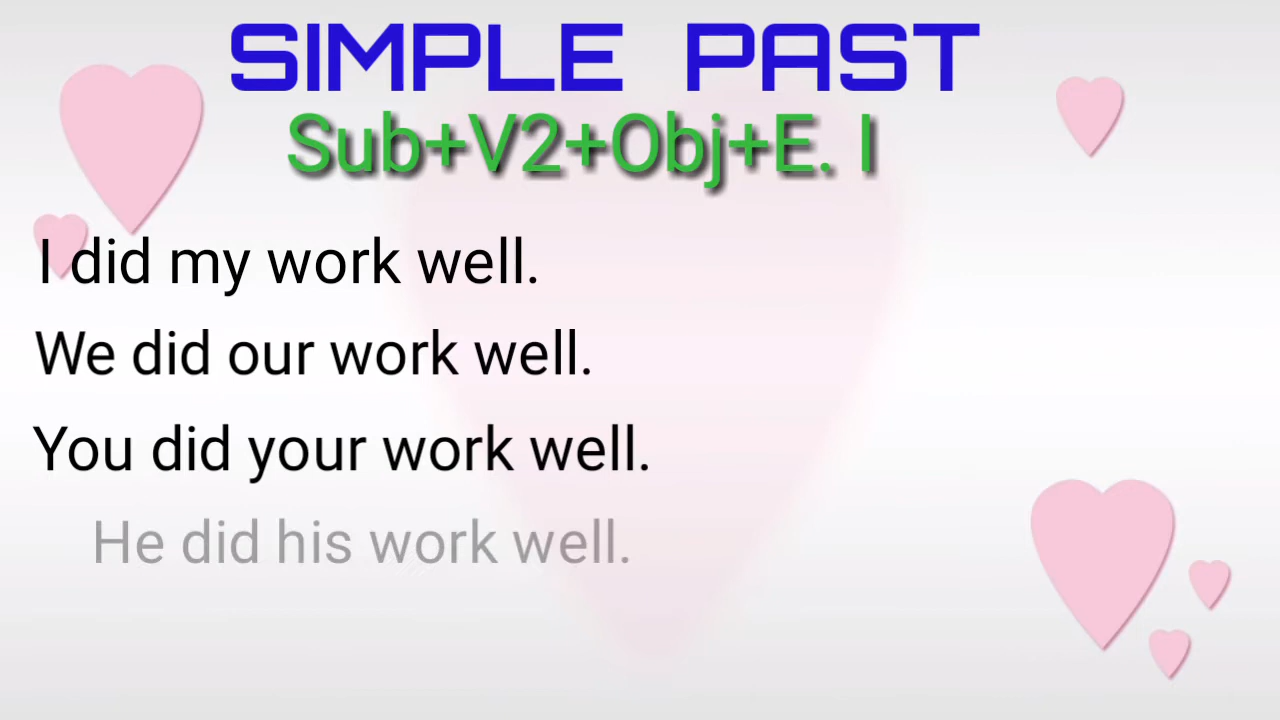 SIMPLE PAST
Sub+V2+Obj+E. I
I did my work well.
We did our work well.
You did your work well.
He did his work well.